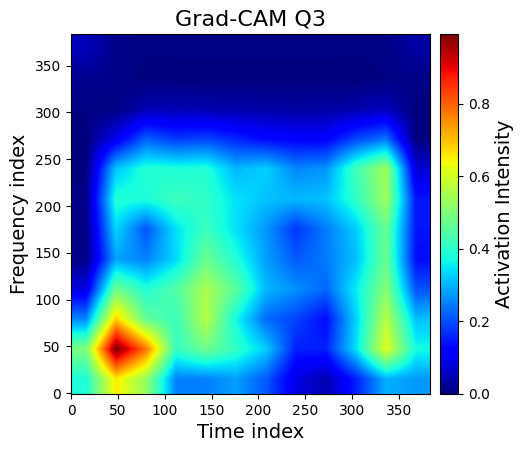 Grad-CAM Q3
Frequency index
350
300
250
200
150
100
50
0
0 50 100 150 200 250 300 350
Time index
0.8
0.6
0.4
0.2
0.0
Activation Intensity